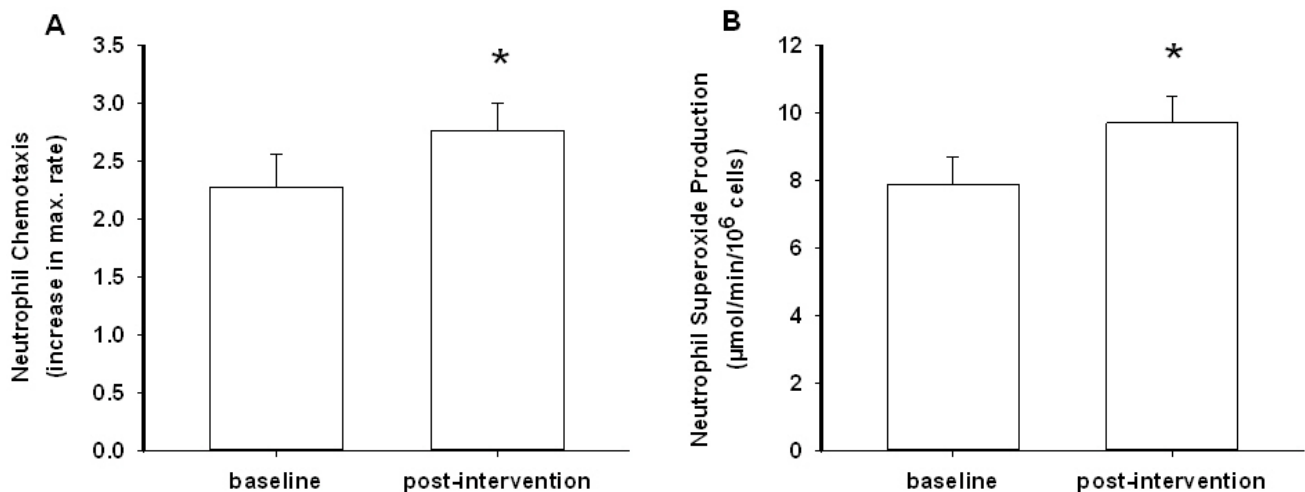 A
Neutrophil Chemotaxis
(increase in max. rate)
3.5
3.0
2.5
2.0
1.5
1.0
0.5
0.0
*
baseline
post-intervention
B
Neutrophil Superoxide Production
(µmol/min/10⁶ cells)
12
10
8
6
4
2
0
*
baseline
post-intervention